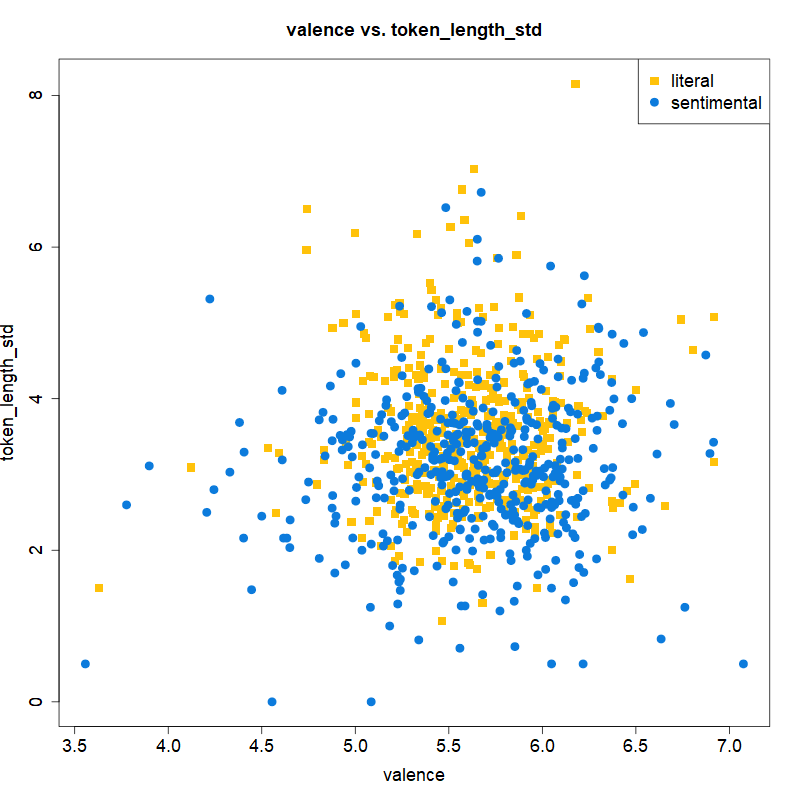 valence vs. token_length_std
literal
sentimental
token_length_std
8
6
4
2
0
3.5 4.0 4.5 5.0 5.5 6.0 6.5 7.0
valence